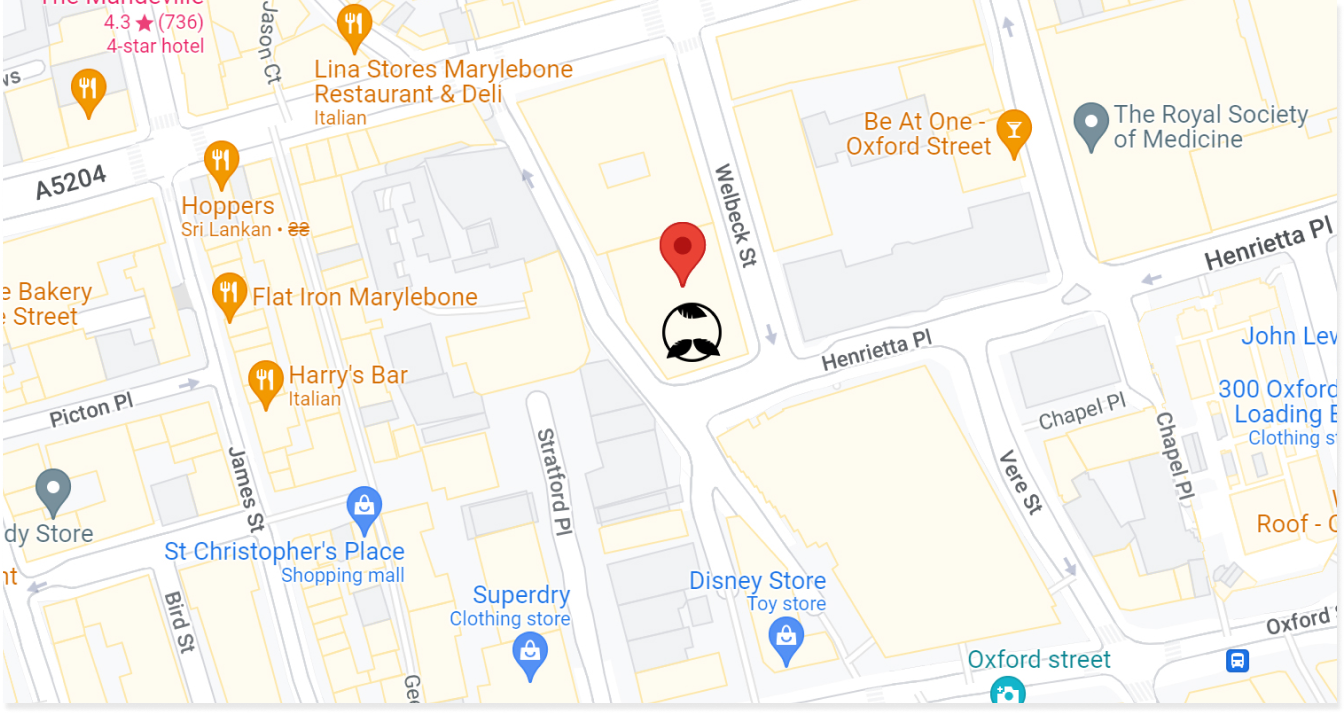 The Mandeville
4.3 ★ (736)
4-star hotel
Jason Ct
Lina Stores Marylebone
Restaurant & Deli
Italian
Be At One -
Oxford Street
The Royal Society
of Medicine
A5204
Hoppers
Sri Lankan •
Welbeck St
Henrietta Pl
e Bakery
e Street
Flat Iron Marylebone
John Lew
Henrietta Pl
Harry's Bar
Italian
Picton Pl
300 Oxford
Loading B
Clothing st
Chapel Pl
Chapel Pl
Stratford Pl
James St
Vere St
dy Store
Roof - C
St Christopher's Place
Shopping mall
nt
Bird St
Superdry
Clothing store
Disney Store
Toy store
Oxford
Oxford street
Gee